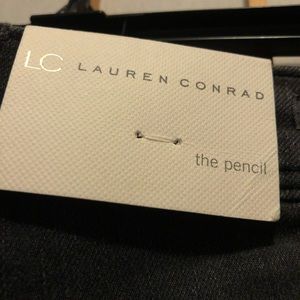 LC LAUREN CONRAD
the pencil